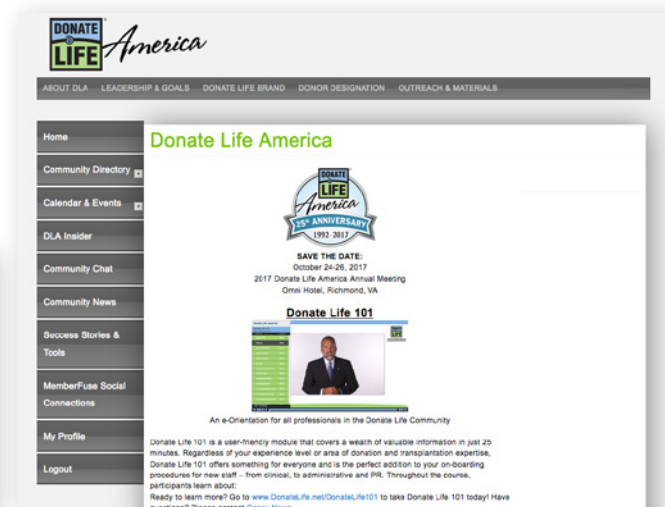 DONATE
LIFE America
ABOUT DLA LEADERSHIP & GOALS DONATE LIFE BRAND DONOR DESIGNATION OUTREACH & MATERIALS
Home
Community Directory
Calendar & Events
DLA Insider
Community Chat
Community News
Success Stories &
Tools
MemberFuse Social
Connections
My Profile
Logout
Donate Life America
DONATE
LIFE
America
25th ANNIVERSARY
1992-2017
SAVE THE DATE:
October 24-26, 2017
2017 Donate Life America Annual Meeting
Omni Hotel, Richmond, VA
Donate Life 101
An e-Orientation for all professionals in the Donate Life Community
Donate Life 101 is a user-friendly module that covers a wealth of valuable information in just 25
minutes. Regardless of your experience level or area of donation and transplantation expertise,
Donate Life 101 offers something for everyone and is the perfect addition to your on-boarding
procedures for new staff – from clinical, to administrative and PR. Throughout the course,
participants learn about:
Ready to learn more? Go to www.DonateLife.net/DonateLife101 to take Donate Life 101 today! Have